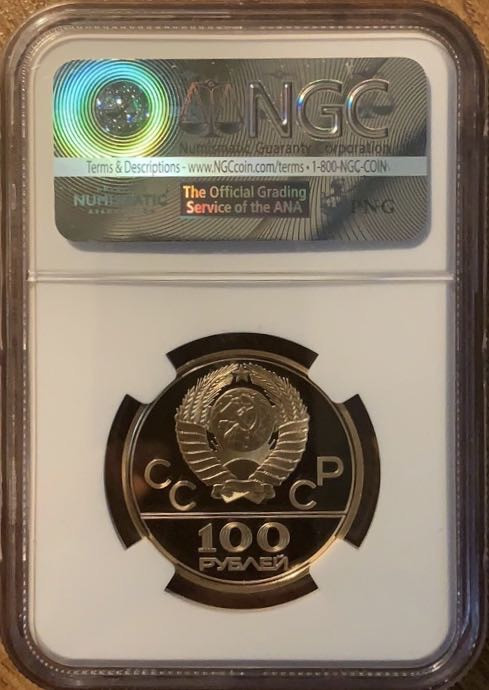 NGC
Numismatic Guaranty Corporation
Terms & Descriptions - www.NGCcoin.com/terms • 1-800-NGC-COIN
NUMISMATIC
The Official Grading
Service of the ANA
PNG
СССР
100
РУБЛЕЙ